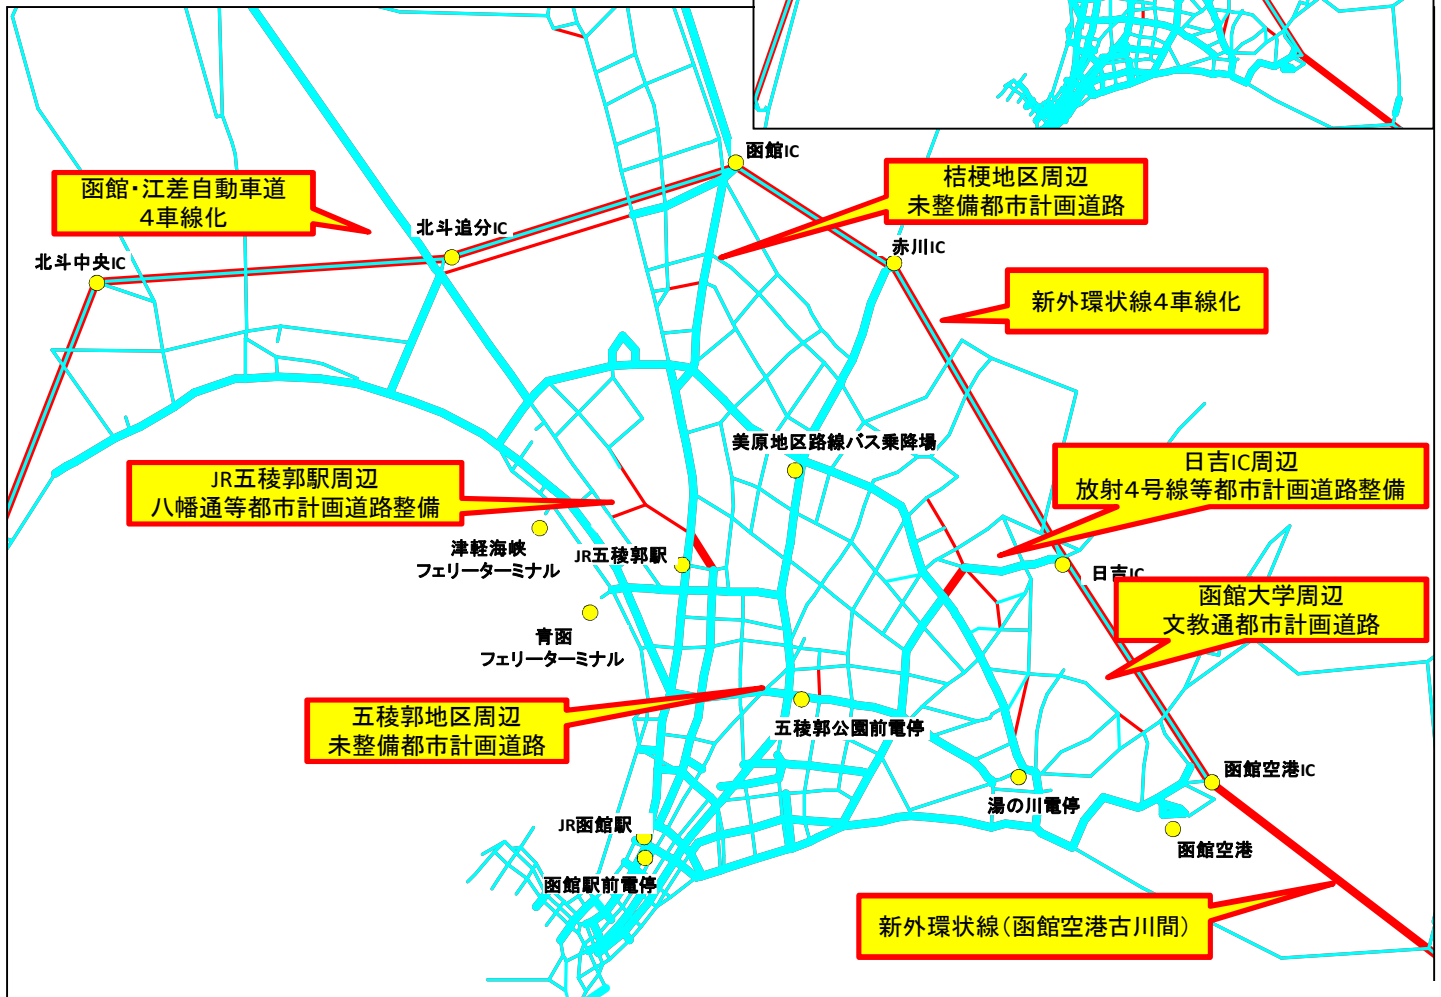 函館IC
函館・江差自動車道
4車線化
桔梗地区周辺
未整備都市計画道路
北斗追分IC
赤川IC
北斗中央IC
新外環状線4車線化
美原地区路線バス乗降場
JR五稜郭駅周辺
八幡通等都市計画道路整備
日吉IC周辺
放射4号線等都市計画道路整備
津軽海峡
フェリーターミナル
JR五稜郭駅
日吉IC
函館大学周辺
文教通都市計画道路
青函
フェリーターミナル
五稜郭地区周辺
未整備都市計画道路
五稜郭公園前電停
函館空港IC
湯の川電停
JR函館駅
函館空港
函館駅前電停
新外環状線(函館空港古川間)